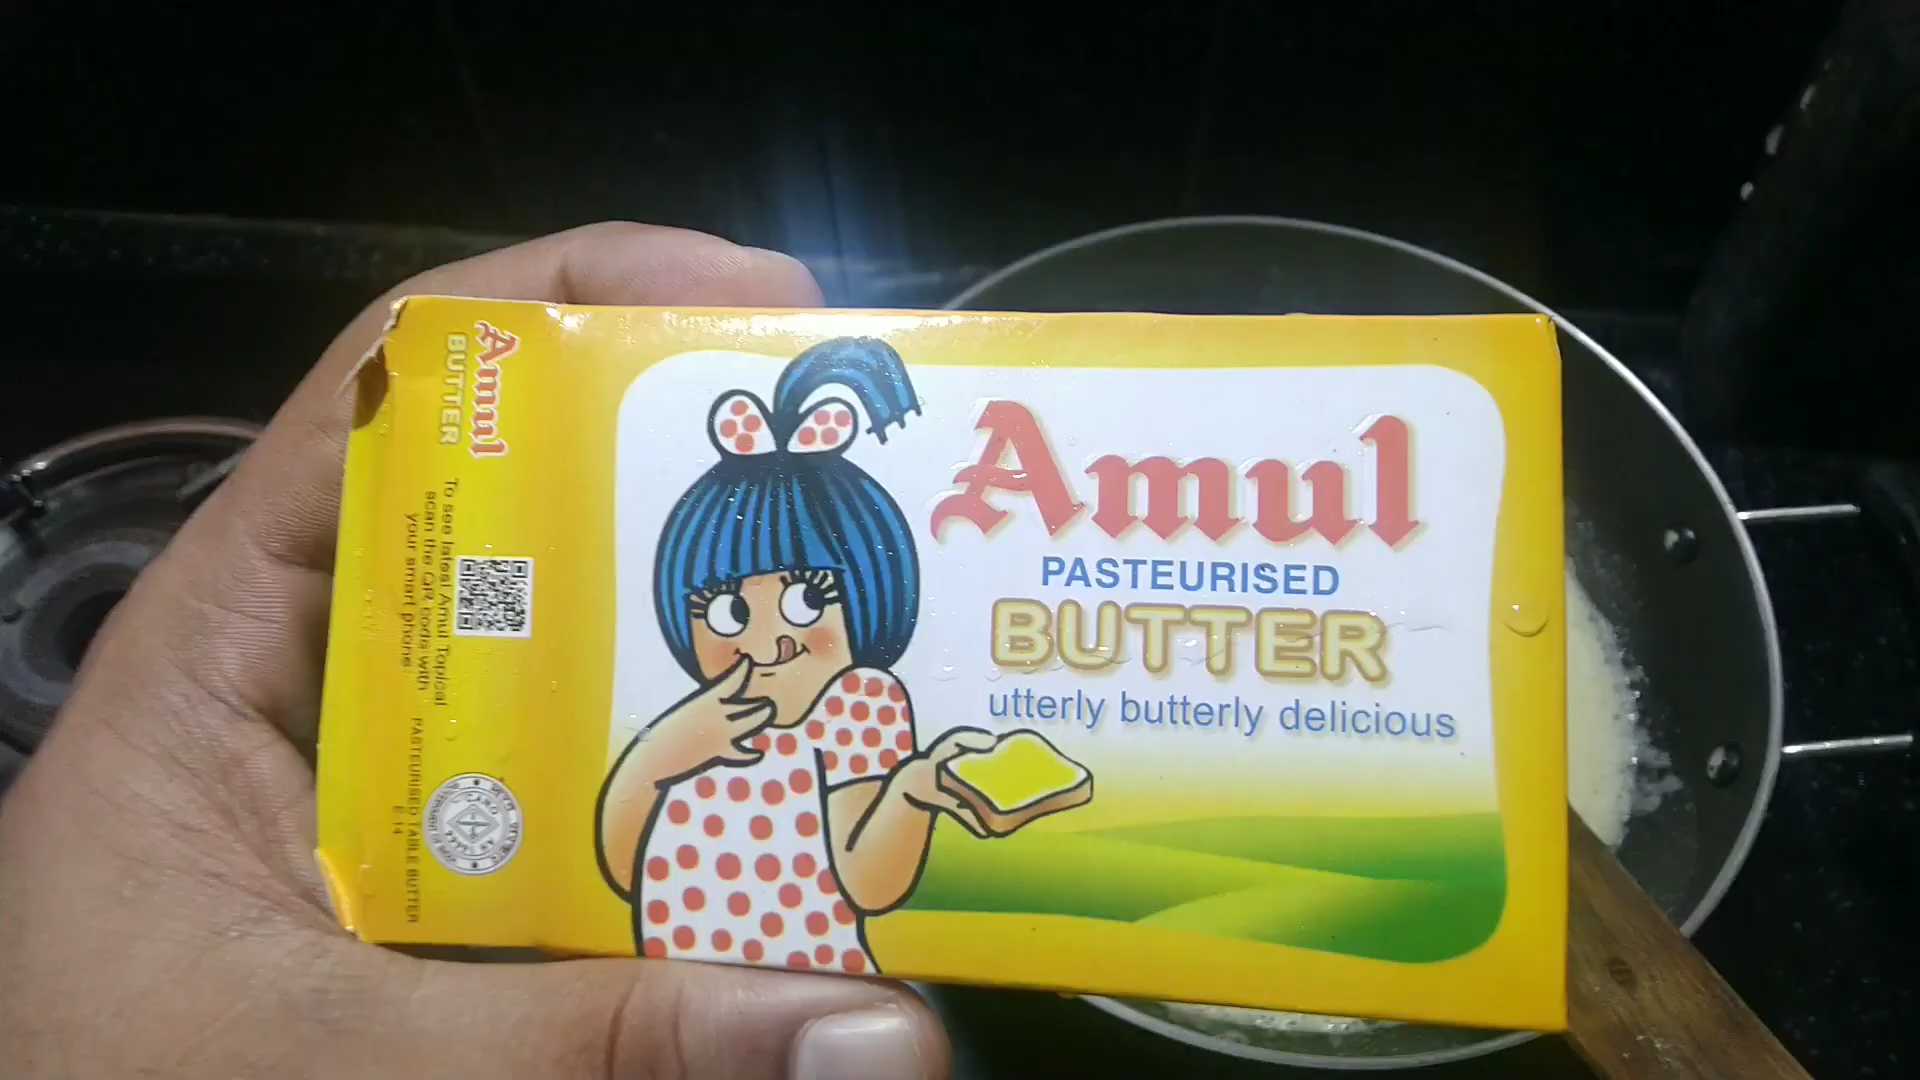 Amul
PASTEURISED
BUTTER
utterly butterly delicious
Amul
BUTTER
To see latest Amul Topical
scan the QR code with
your smart phone
PASTEURISED TABLE BUTTER
E 14